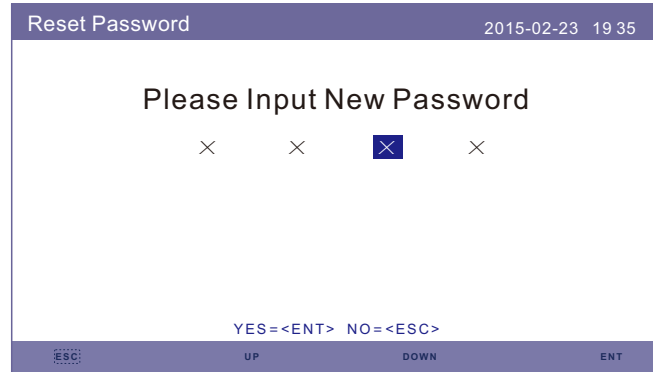 Reset Password 2015-02-23 19 35
Please Input New Password
X X X X
YES=<ENT> NO=<ESC>
ESC UP DOWN ENT